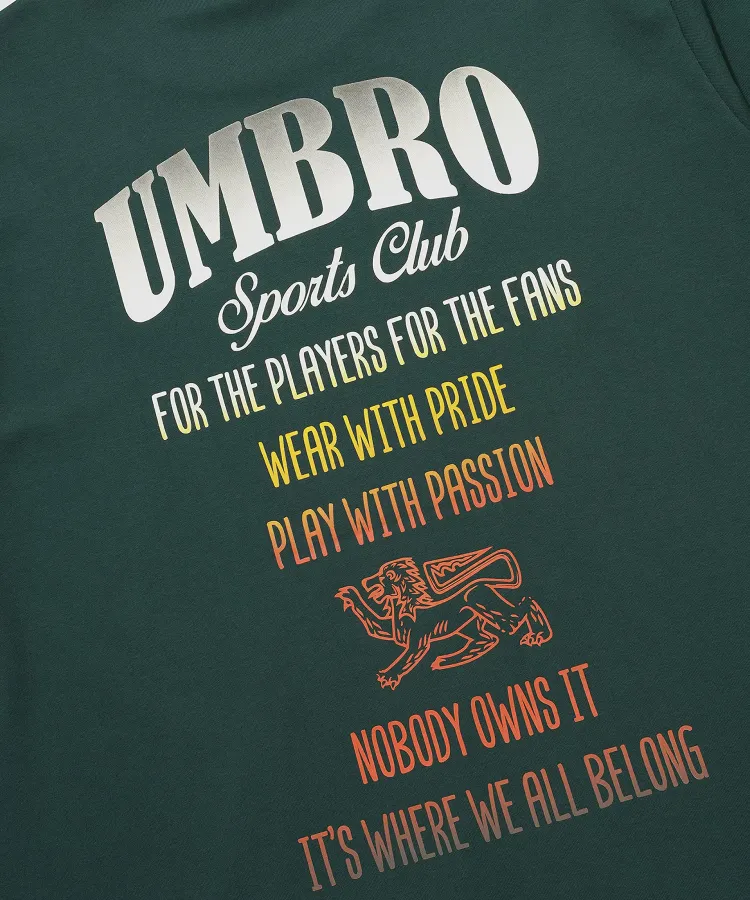 UMBRO
Sports Club
FOR THE PLAYERS FOR THE FANS
WEAR WITH PRIDE
PLAY WITH PASSION
NOBODY OWNS IT
IT'S WHERE WE ALL BELONG